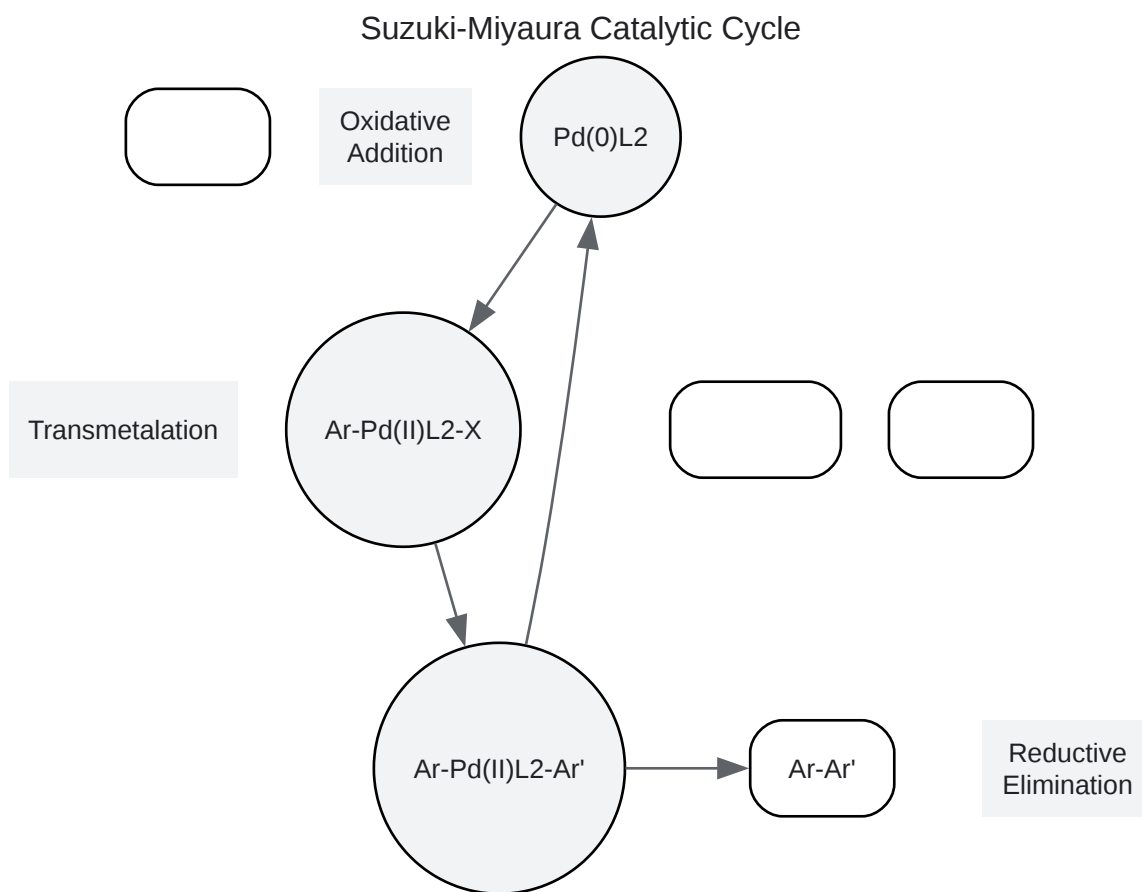 Suzuki-Miyaura Catalytic Cycle
Oxidative
Addition
Pd(0)L2
Transmetalation
Ar-Pd(II)L2-X
Ar-Pd(II)L2-Ar'
Ar-Ar'
Reductive
Elimination